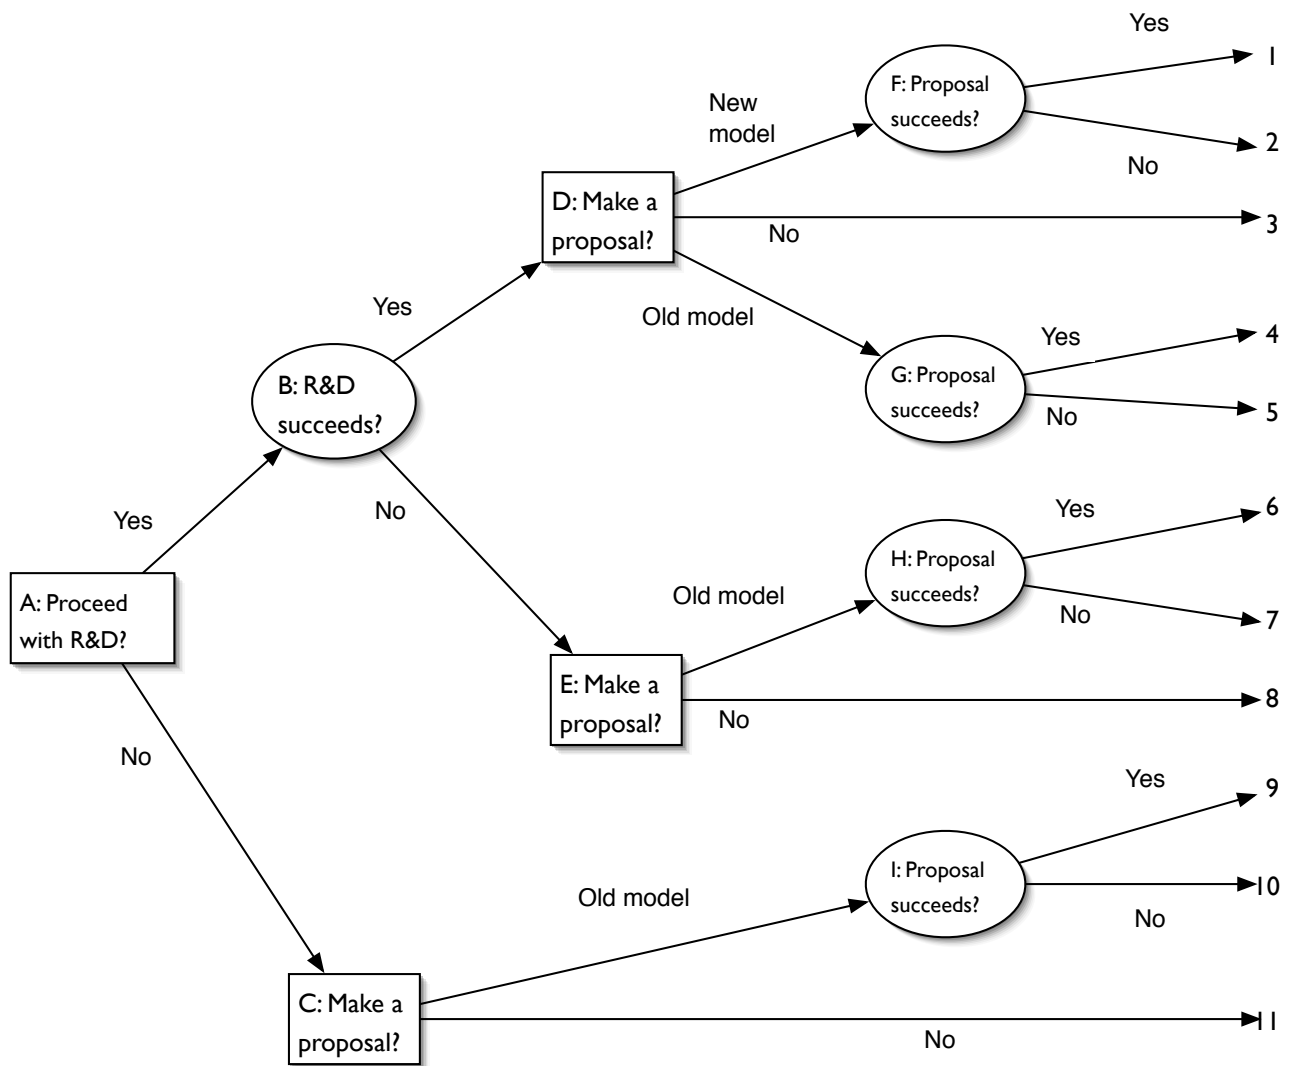 Yes
1
F: Proposal
succeeds?
New
model
2
No
D: Make a
proposal?
3
No
Yes
Old model
Yes
4
G: Proposal
succeeds?
B: R&D
succeeds?
No
5
Yes
No
Yes
6
H: Proposal
succeeds?
Old model
No
7
A: Proceed
with R&D?
E: Make a
proposal?
8
No
No
Yes
9
I: Proposal
succeeds?
Old model
10
No
C: Make a
proposal?
11
No